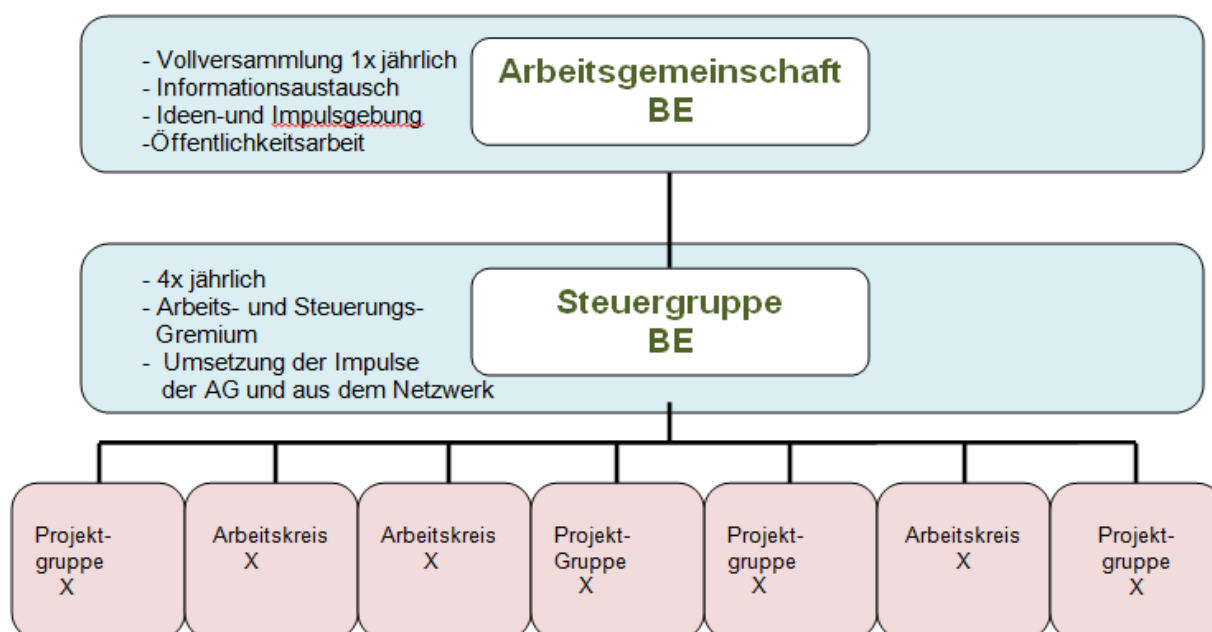 - Vollversammlung 1x jährlich
- Informationsaustausch
- Ideen-und Impulsgebung
-Öffentlichkeitsarbeit
Arbeitsgemeinschaft
BE
- 4x jährlich
- Arbeits- und Steuerungs-
Gremium
- Umsetzung der Impulse
der AG und aus dem Netzwerk
Steuergruppe
BE
Projekt-
gruppe
X
Arbeitskreis
X
Arbeitskreis
X
Projekt-
Gruppe
X
Projekt-
gruppe
X
Arbeitskreis
X
Projekt-
gruppe
X